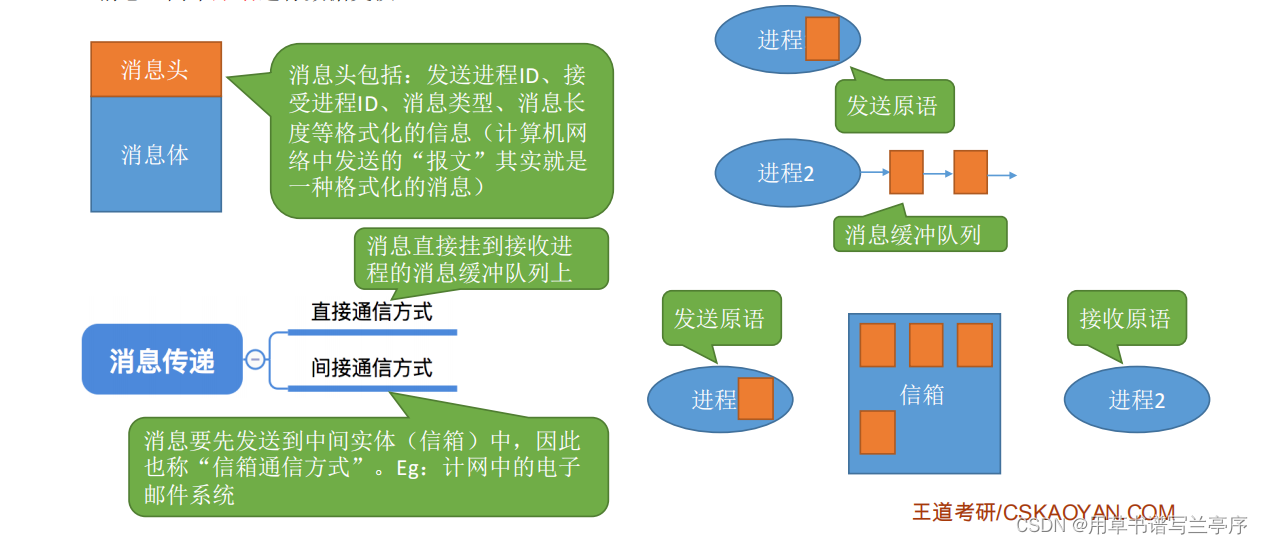 消息头
消息体
消息头包括：发送进程ID、接
受进程ID、消息类型、消息长
度等格式化的信息（计算机网
络中发送的“报文”其实就是
一种格式化的消息）
进程
发送原语
进程2
消息缓冲队列
消息直接挂到接收进
程的消息缓冲队列上
消息传递
直接通信方式
间接通信方式
消息要先发送到中间实体（信箱）中，因此
也称“信箱通信方式”。Eg：计网中的电子
邮件系统
发送原语
进程
信箱
接收原语
进程2
王道考研/CSKAOYAN.COM
CSDN @用草书谱写兰亭序